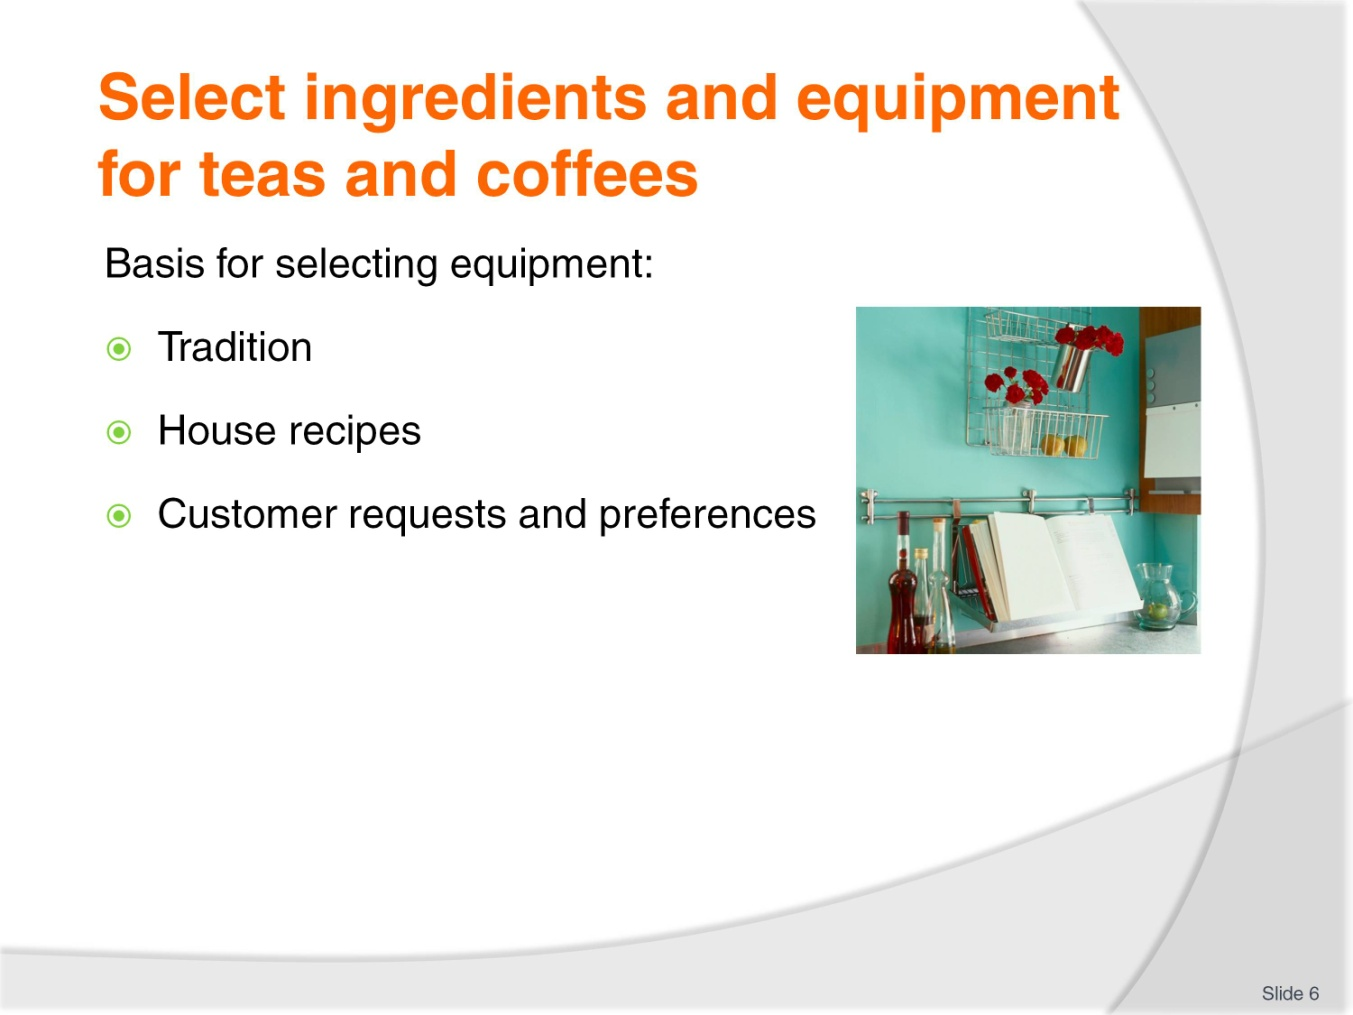 Select ingredients and equipment
for teas and coffees
Basis for selecting equipment:
Tradition
House recipes
Customer requests and preferences
Slide 6